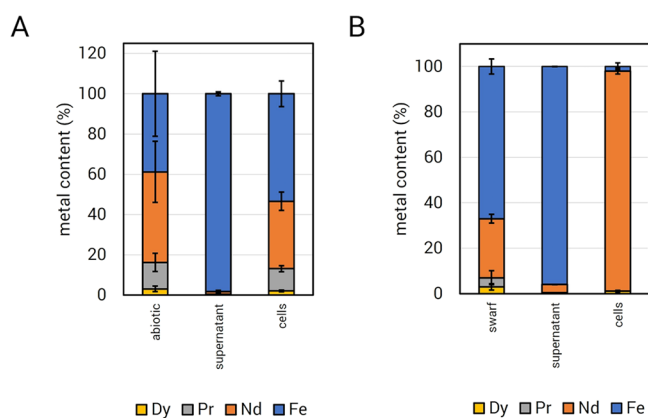 A
metal content (%)
120
100
80
60
40
20
0
abiotic
supernatant
cells
Dy Pr Nd Fe
B
metal content (%)
100
80
60
40
20
0
swarf
supernatant
cells
Dy Pr Nd Fe